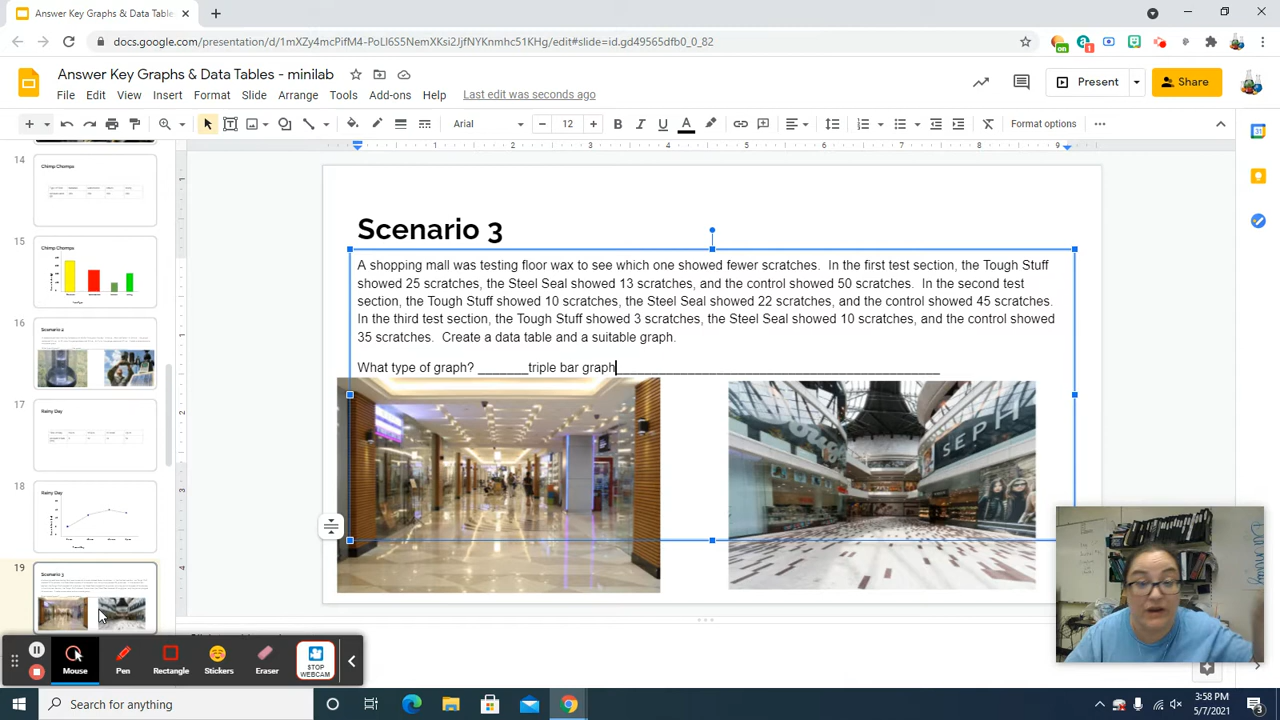 Answer Key Graphs & Data Tables -
docs.google.com/presentation/d/1mXZy4mcPifM4-PoLI6S5NemXKsi2JjfNYKnmhc51KHg/edit#slide=id.gd49565dfb0_0_82
Answer Key Graphs & Data Tables - minilab
File Edit View Insert Format Slide Arrange Tools Add-ons Help Last edit was seconds ago
Present
Share
Arial
12
Format options
14
Chimp Chomps
15
Chimp Chomps
16
Scenario 2
17
Rainy Day
18
Rainy Day
19
Scenario 3
Scenario 3
A shopping mall was testing floor wax to see which one showed fewer scratches. In the first test section, the Tough Stuff
showed 25 scratches, the Steel Seal showed 13 scratches, and the control showed 50 scratches. In the second test
section, the Tough Stuff showed 10 scratches, the Steel Seal showed 22 scratches, and the control showed 45 scratches.
In the third test section, the Tough Stuff showed 3 scratches, the Steel Seal showed 10 scratches, and the control showed
35 scratches. Create a data table and a suitable graph.
What type of graph? _______triple bar graph_____________________________________________
SEPH
Mouse
Pen
Rectangle
Stickers
Eraser
STOP WEBCAM
Search for anything
3:58 PM
5/7/2021